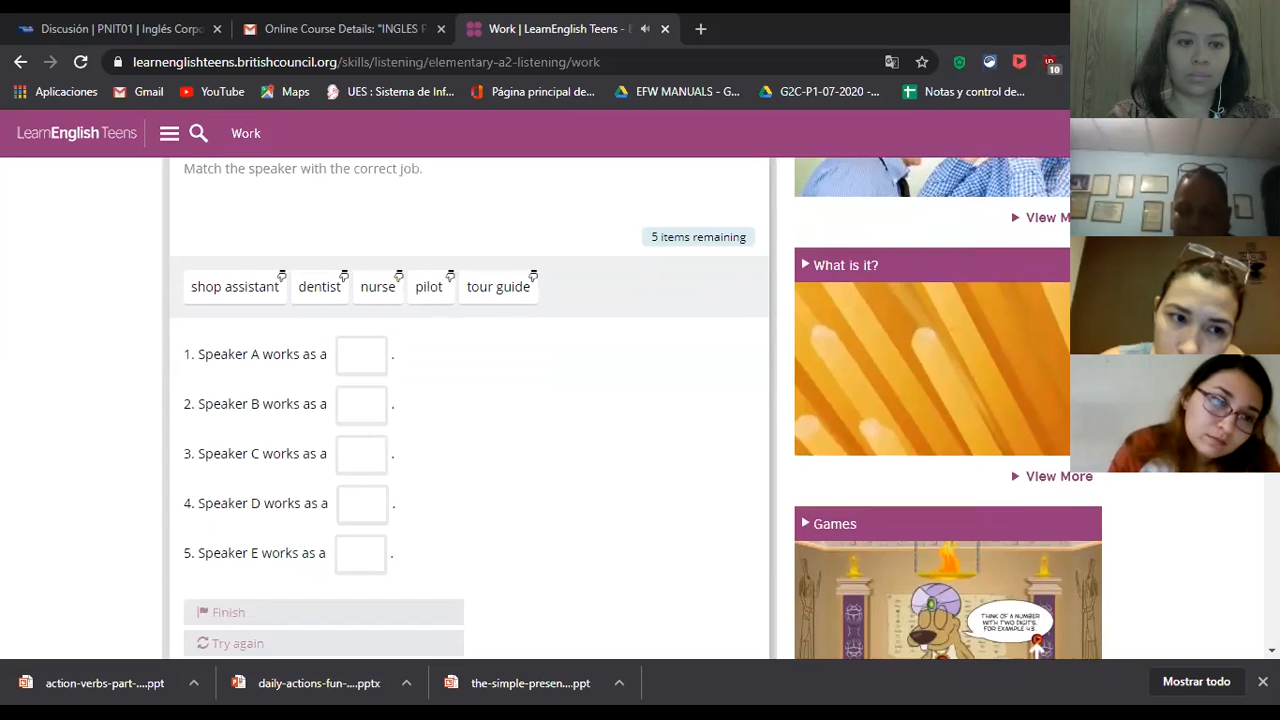 Discusión | PNIT01 | Inglés Corpo
Online Course Details: "INGLES F
Work | LearnEnglish Teens -
learnenglishteens.britishcouncil.org/skills/listening/elementary-a2-listening/work
10
Aplicaciones
Gmail
YouTube
Maps
UES : Sistema de Inf...
Página principal de...
EFW MANUALS - G...
G2C-P1-07-2020 -...
Notas y control de...
LearnEnglish Teens
Work
Match the speaker with the correct job.
View M
5 items remaining
What is it?
shop assistant
dentist
nurse
pilot
tour guide
1. Speaker A works as a .
2. Speaker B works as a .
3. Speaker C works as a .
View More
4. Speaker D works as a .
Games
5. Speaker E works as a .
Finish
THINK OF A NUMBER
WITH TWO DIGITS.
FOR EXAMPLE 43.
Try again
action-verbs-part-....ppt
daily-actions-fun-....pptx
the-simple-presen....ppt
Mostrar todo